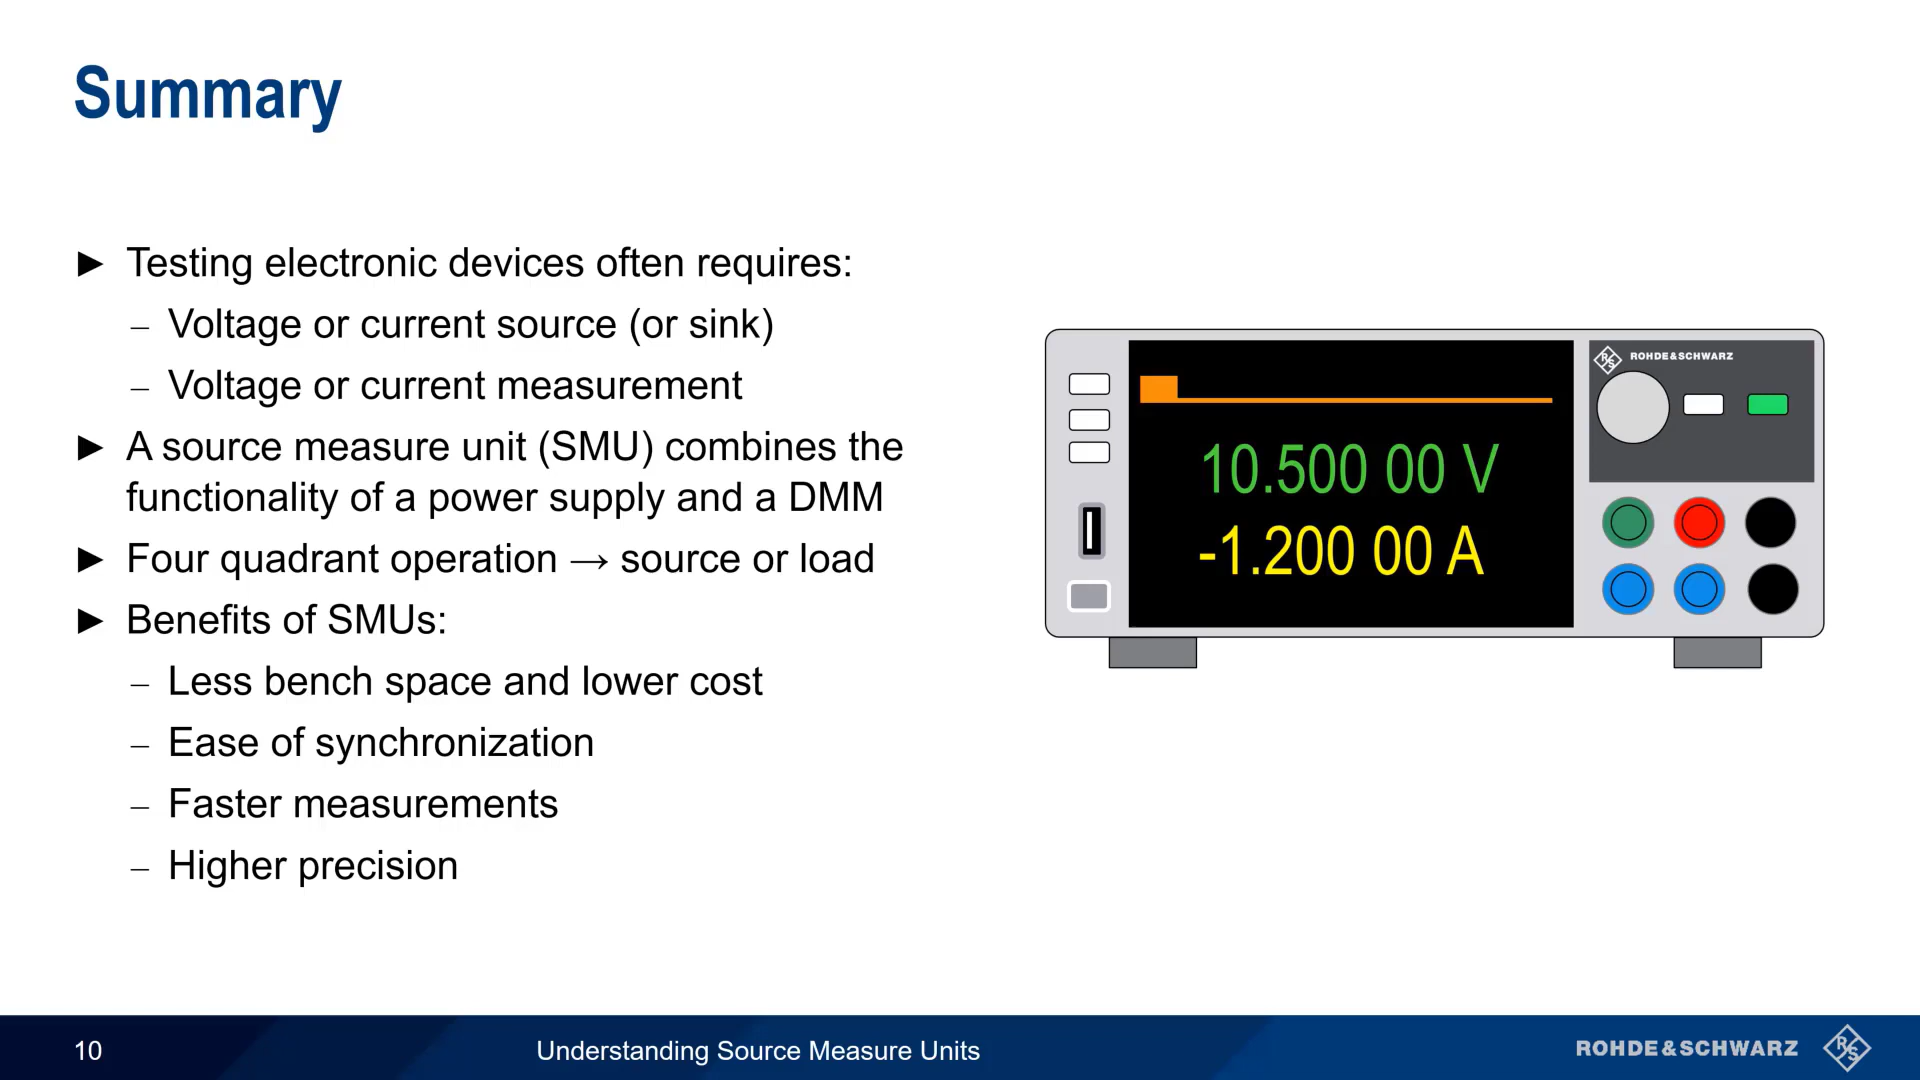 Summary
► Testing electronic devices often requires:
– Voltage or current source (or sink)
– Voltage or current measurement
► A source measure unit (SMU) combines the
functionality of a power supply and a DMM
► Four quadrant operation → source or load
► Benefits of SMUs:
– Less bench space and lower cost
– Ease of synchronization
– Faster measurements
– Higher precision
R&S ROHDE&SCHWARZ
10.500 00 V
-1.200 00 A
10
Understanding Source Measure Units
ROHDE&SCHWARZ R&S